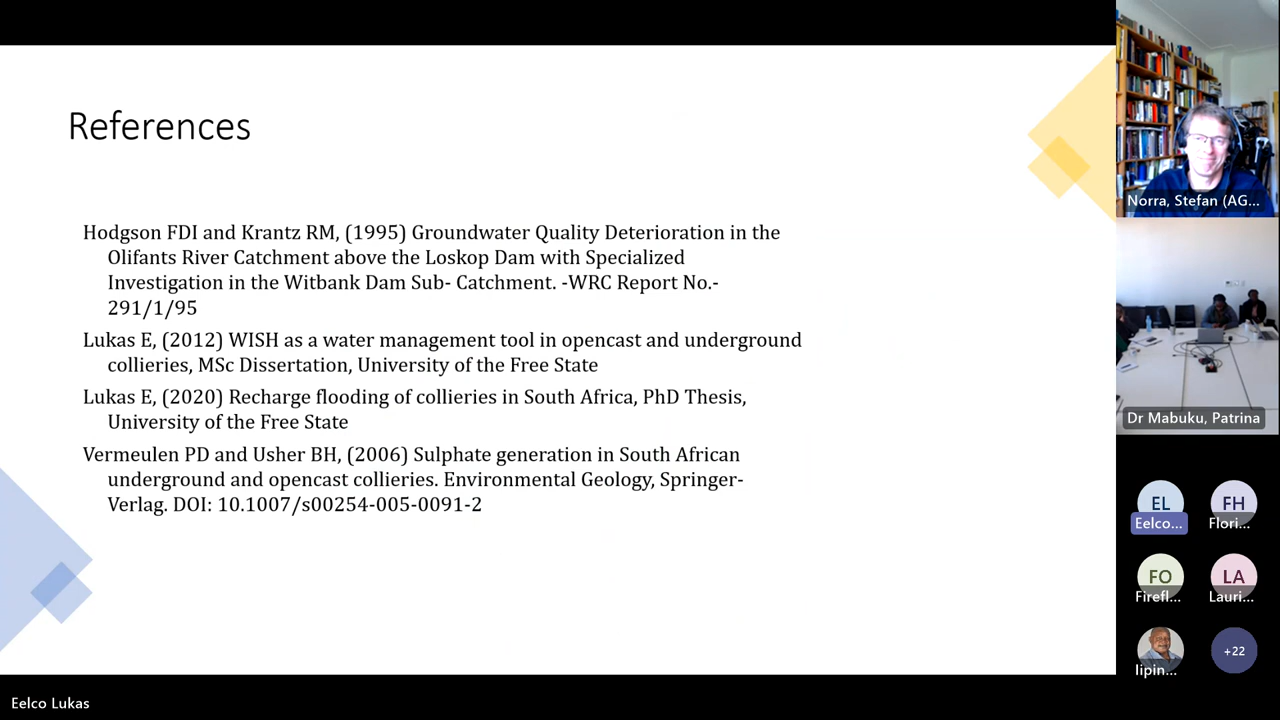 References
Hodgson FDI and Krantz RM, (1995) Groundwater Quality Deterioration in the
Olifants River Catchment above the Loskop Dam with Specialized
Investigation in the Witbank Dam Sub- Catchment. -WRC Report No.-
291/1/95
Lukas E, (2012) WISH as a water management tool in opencast and underground
collieries, MSc Dissertation, University of the Free State
Lukas E, (2020) Recharge flooding of collieries in South Africa, PhD Thesis,
University of the Free State
Vermeulen PD and Usher BH, (2006) Sulphate generation in South African
underground and opencast collieries. Environmental Geology, Springer-
Verlag. DOI: 10.1007/s00254-005-0091-2
Norra, Stefan (AG...
Dr Mabuku, Patrina
EL
Eelco...
FH
Flori...
FO
Firefl...
LA
Lauri...
Iipin...
+22
Eelco Lukas